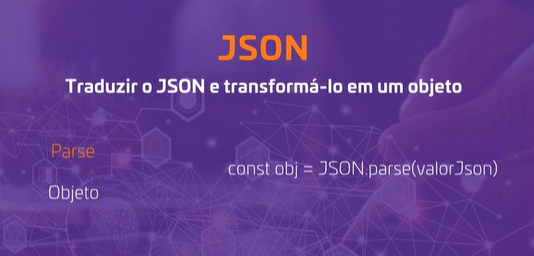 JSON
Traduzir o JSON e transformá-lo em um objeto
Parse
const obj = JSON.parse(valorJson)
Objeto